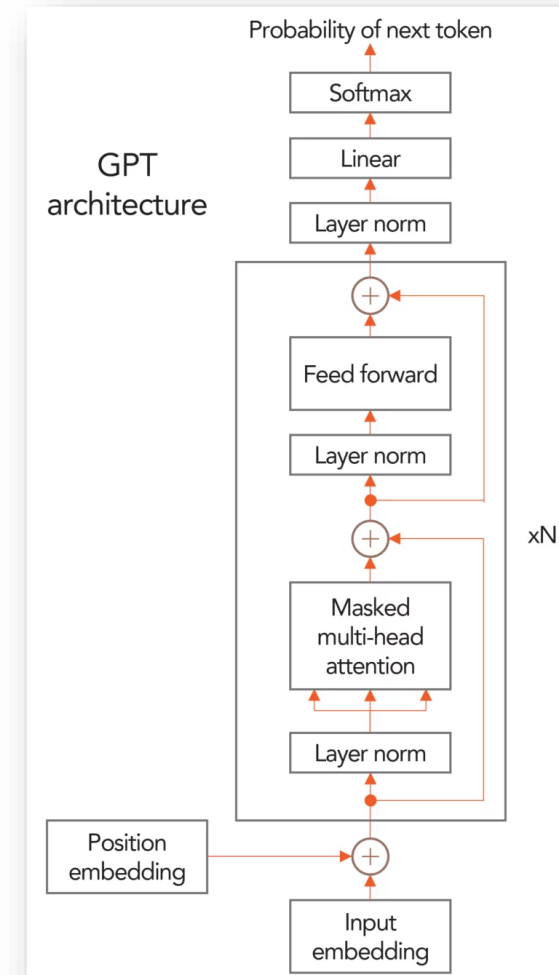 Probability of next token
Softmax
Linear
GPT
architecture
Layer norm
+
Feed forward
Layer norm
+
xN
Masked
multi-head
attention
Layer norm
Position
embedding
+
Input
embedding